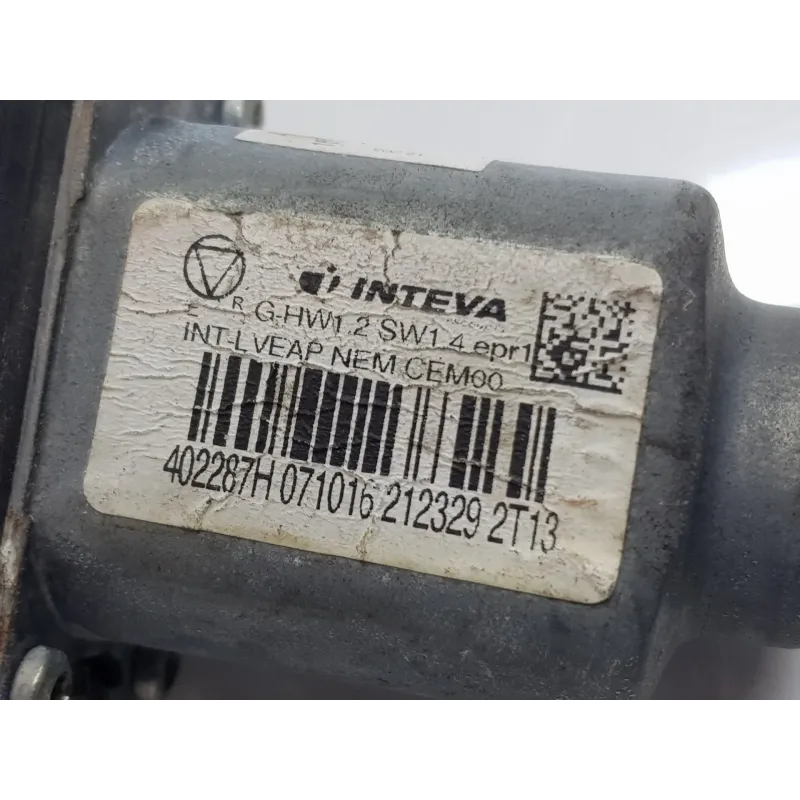 INTEVA
E R G-HW1.2 SW1.4 epr1
INT-LVEAP NEM CEM00
402287H 071016 212329 2T13